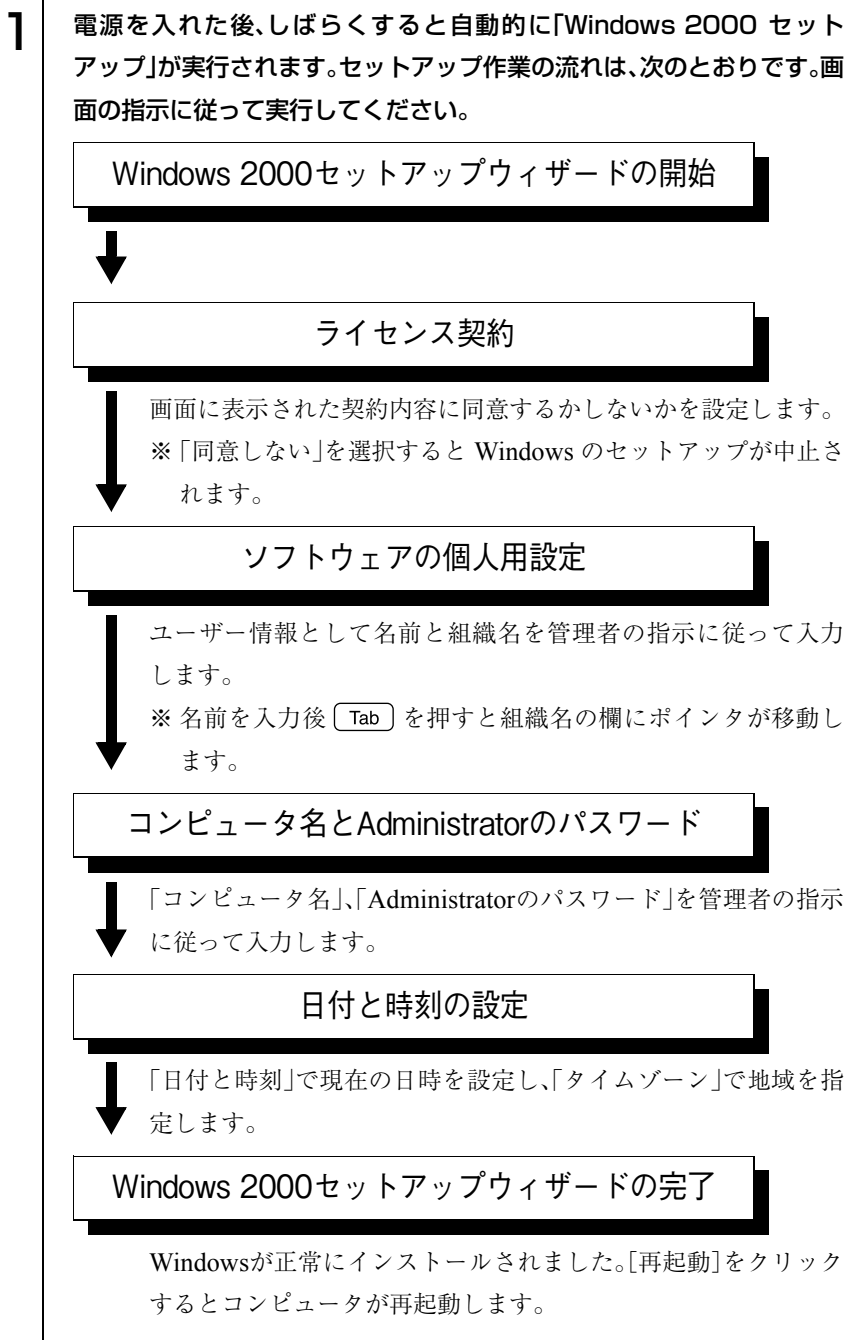 1
電源を入れた後、しばらくすると自動的に「Windows 2000 セット
アップ」が実行されます。セットアップ作業の流れは、次のとおりです。画
面の指示に従って実行してください。
Windows 2000セットアップウィザードの開始
ライセンス契約
画面に表示された契約内容に同意するかしないかを設定します。
※「同意しない」を選択すると Windows のセットアップが中止さ
れます。
ソフトウェアの個人用設定
ユーザー情報として名前と組織名を管理者の指示に従って入力
します。
※ 名前を入力後 Tab を押すと組織名の欄にポインタが移動し
ます。
コンピュータ名とAdministratorのパスワード
「コンピュータ名」、「Administratorのパスワード」を管理者の指示
に従って入力します。
日付と時刻の設定
「日付と時刻」で現在の日時を設定し、「タイムゾーン」で地域を指
定します。
Windows 2000セットアップウィザードの完了
Windowsが正常にインストールされました。[再起動]をクリック
するとコンピュータが再起動します。